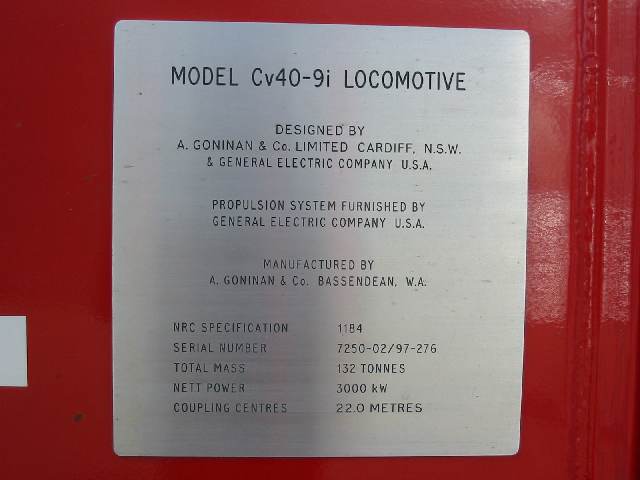 MODEL Cv40-9i LOCOMOTIVE
DESIGNED BY
A. GONINAN & Co. LIMITED CARDIFF, N.S.W.
& GENERAL ELECTRIC COMPANY U.S.A.
PROPULSION SYSTEM FURNISHED BY
GENERAL ELECTRIC COMPANY U.S.A.
MANUFACTURED BY
A. GONINAN & Co. BASSENDEAN, W.A.
NRC SPECIFICATION 1184
SERIAL NUMBER 7250-02/97-276
TOTAL MASS 132 TONNES
NETT POWER 3000 kW
COUPLING CENTRES 22.0 METRES